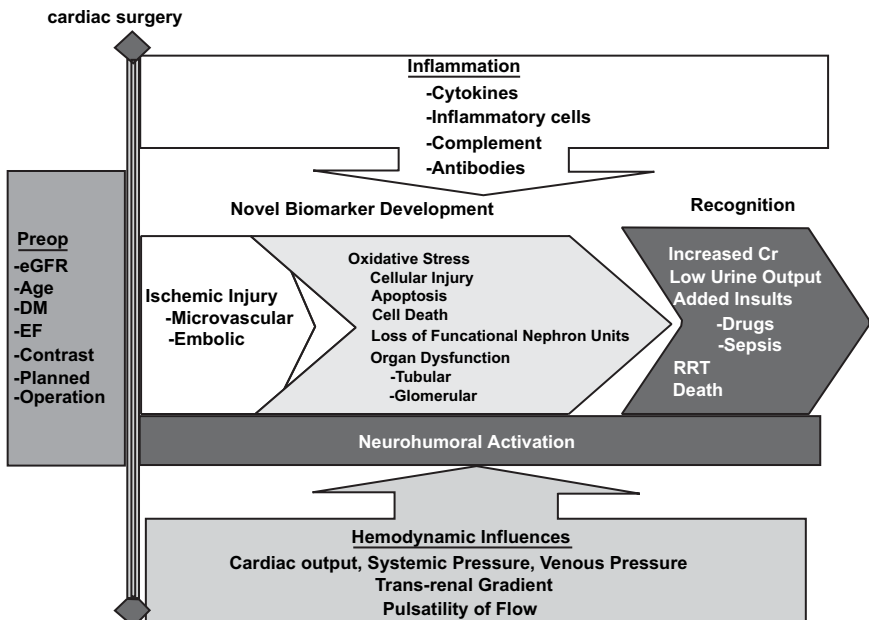 cardiac surgery
Inflammation
-Cytokines
-Inflammatory cells
-Complement
-Antibodies
Novel Biomarker Development
Recognition
Preop
-eGFR
-Age
-DM
-EF
-Contrast
-Planned
-Operation
Ischemic Injury
-Microvascular
-Embolic
Oxidative Stress
Cellular Injury
Apoptosis
Cell Death
Loss of Funcational Nephron Units
Organ Dysfunction
-Tubular
-Glomerular
Increased Cr
Low Urine Output
Added Insults
-Drugs
-Sepsis
RRT
Death
Neurohumoral Activation
Hemodynamic Influences
Cardiac output, Systemic Pressure, Venous Pressure
Trans-renal Gradient
Pulsatility of Flow